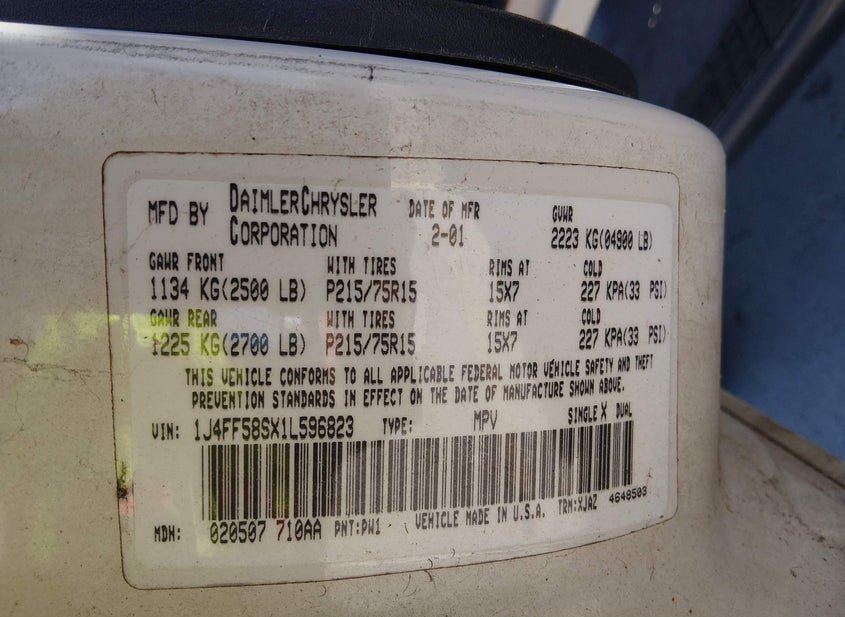 MFD BY DAIMLERCHRYSLER CORPORATION DATE OF MFR 2-01 GVWR 2223 KG(04900 LB)
GAWR FRONT WITH TIRES RIMS AT COLD
1134 KG(2500 LB) P215/75R15 15X7 227 KPA(33 PSI)
GAWR REAR WITH TIRES RIMS AT COLD
1225 KG(2700 LB) P215/75R15 15X7 227 KPA(33 PSI)
THIS VEHICLE CONFORMS TO ALL APPLICABLE FEDERAL MOTOR VEHICLE SAFETY AND THEFT
PREVENTION STANDARDS IN EFFECT ON THE DATE OF MANUFACTURE SHOWN ABOVE.
VIN: 1J4FF58SX1L596823 TYPE: MPV SINGLE X DUAL
MDH: 020507 710AA PNT:PW1 VEHICLE MADE IN U.S.A. TRM:XJAZ 4648503